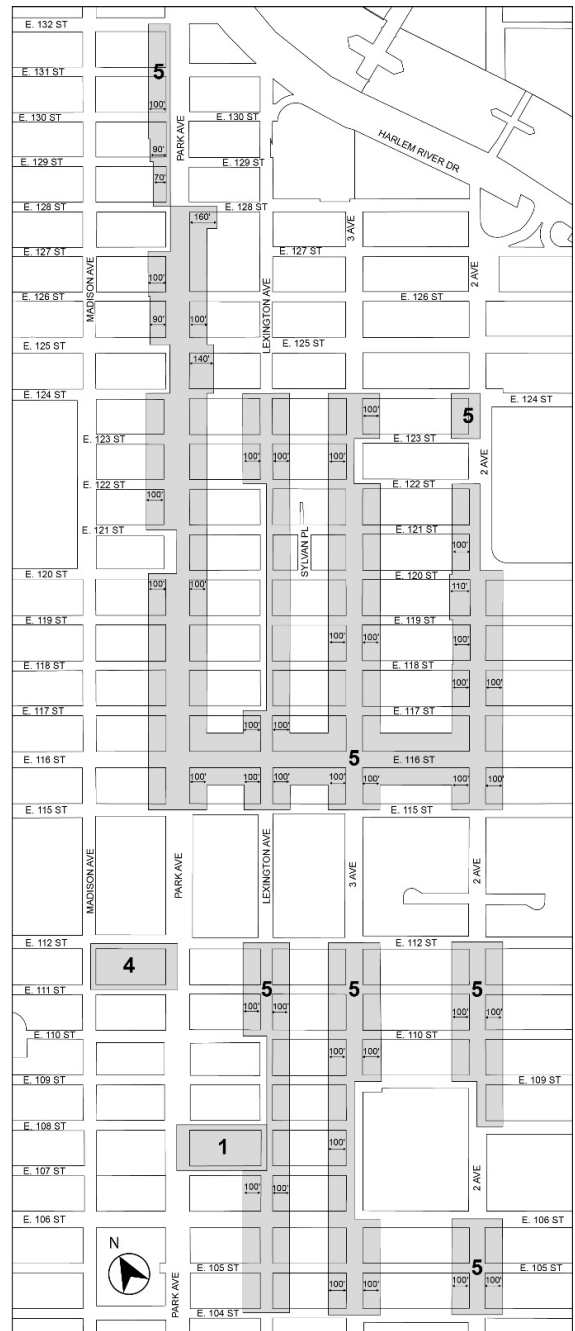 E. 132 ST
PARK AVE
E. 131 ST
5
100'
E. 130 ST
E. 130 ST
90'
PARK AVE
HARLEM RIVER DR
E. 129 ST
E. 129 ST
70'
E. 128 ST
E. 128 ST
160'
3 AVE
E. 127 ST
E. 127 ST
MADISON AVE
100'
LEXINGTON AVE
2 AVE
E. 126 ST
E. 126 ST
90'
100'
E. 125 ST
E. 125 ST
140'
E. 124 ST
E. 124 ST
100'
5
E. 123 ST
E. 123 ST
100'
100'
100'
2 AVE
E. 122 ST
E. 122 ST
100'
E. 121 ST
E. 121 ST
100'
SYLVAN PL
E. 120 ST
E. 120 ST
100'
100'
110'
E. 119 ST
E. 119 ST
100'
100'
100'
E. 118 ST
E. 118 ST
100'
100'
E. 117 ST
E. 117 ST
100'
100'
E. 116 ST
5
E. 116 ST
100'
100'
100'
100'
100'
100'
100'
E. 115 ST
E. 115 ST
MADISON AVE
PARK AVE
LEXINGTON AVE
3 AVE
2 AVE
E. 112 ST
E. 112 ST
4
E. 111 ST
5
5
5
100'
100'
100'
100'
E. 110 ST
E. 110 ST
100'
100'
E. 109 ST
E. 109 ST
E. 108 ST
1
100'
E. 107 ST
100'
100'
2 AVE
E. 106 ST
E. 106 ST
N
E. 105 ST
5
E. 105 ST
100'
100'
100'
100'
PARK AVE
E. 104 ST